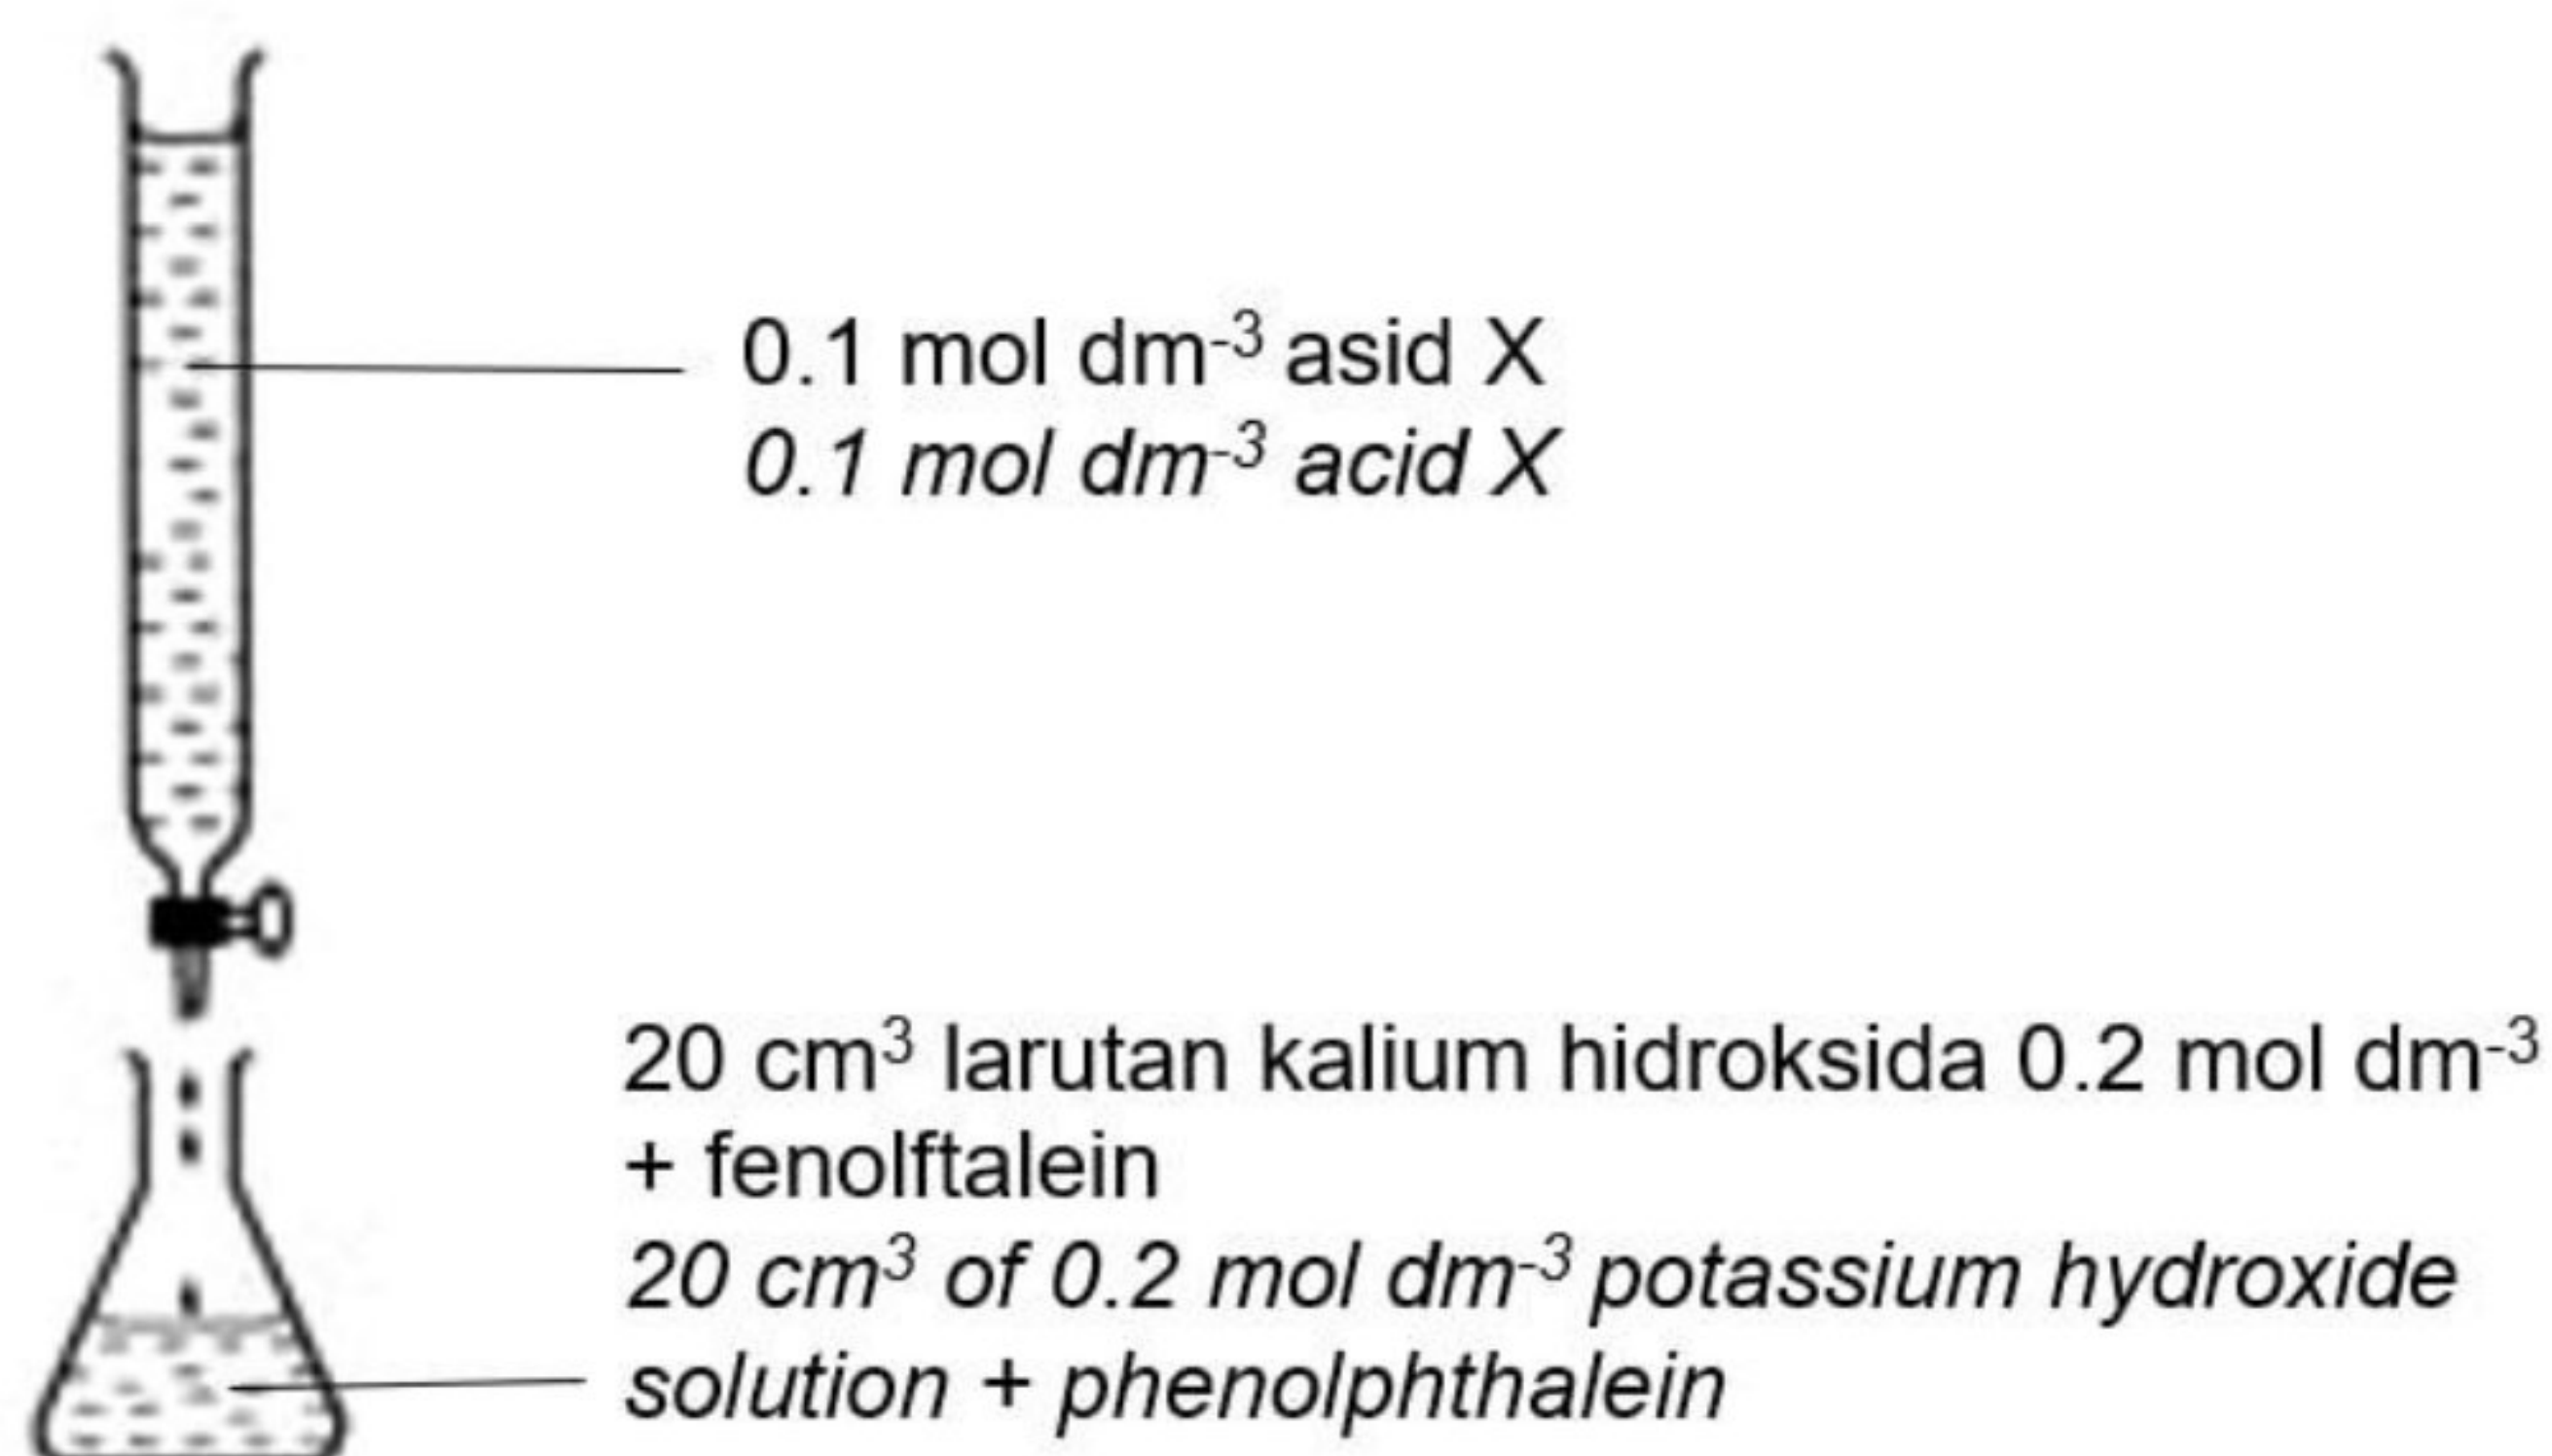 0.1 mol dm⁻³ asid X
0.1 mol dm⁻³ acid X
20 cm³ larutan kalium hidroksida 0.2 mol dm⁻³
+ fenolftalein
20 cm³ of 0.2 mol dm⁻³ potassium hydroxide
solution + phenolphthalein